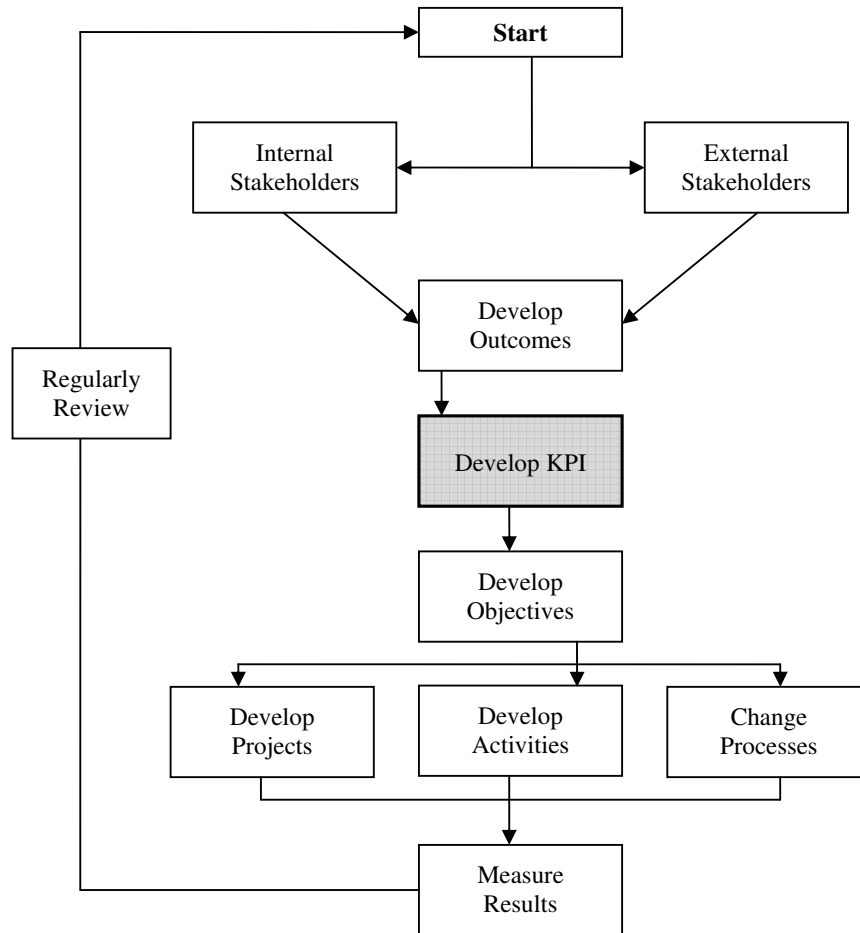 Start
Internal
Stakeholders
External
Stakeholders
Develop
Outcomes
Regularly
Review
Develop KPI
Develop
Objectives
Develop
Projects
Develop
Activities
Change
Processes
Measure
Results